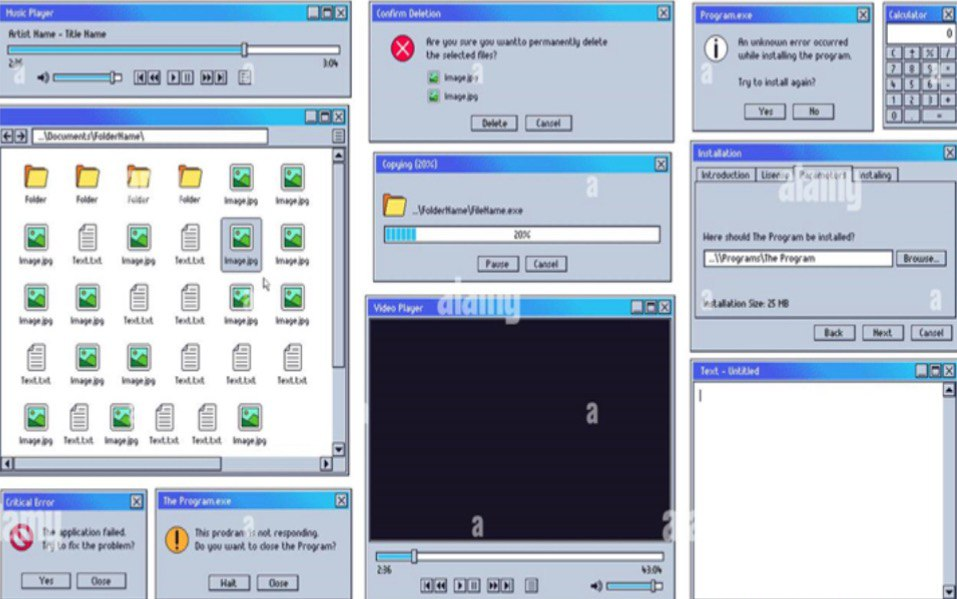 Music Player
Artist Name - Title Name
3:04
...\Documents\FolderName\
Folder Folder Folder Folder Image.jpg Image.jpg
Image.jpg Text.txt Image.jpg Text.txt Image.jpg Image.jpg
Image.jpg Image.jpg Text.txt Text.txt Image.jpg Image.jpg
Text.txt Image.jpg Image.jpg Text.txt Text.txt Text.txt
Image.jpg Text.txt Image.jpg Text.txt Text.txt Image.jpg
Critical Error
The application failed.
Try to fix the problem?
Yes Close
The Program.exe
This prodram is not responding.
Do you want to close the Program?
Wait Close
Confirm Deletion
Are you sure you wantto permanently delete
the selected files?
Image.jpg
Image.jpg
Delete Cansel
Copying (20%)
...\FolderName\FileName.exe
20%
Pause Cansel
Video Player
2:36 43:04
Program.exe
An unknown error occurred
while installing the program.
Try to install again?
Yes No
Calculator
0
C ± % /
7 8 9 *
4 5 6 -
1 2 3 +
0 . =
Installation
Introduction License Parameters Instaling
Here should The Program be installed?
...\\Programs\The Program Browse...
Installation Size: 25 MB
Back Next Cansel
Text - Untitled
alamy
alamy
alamy
a
a
a
a
a
a
a